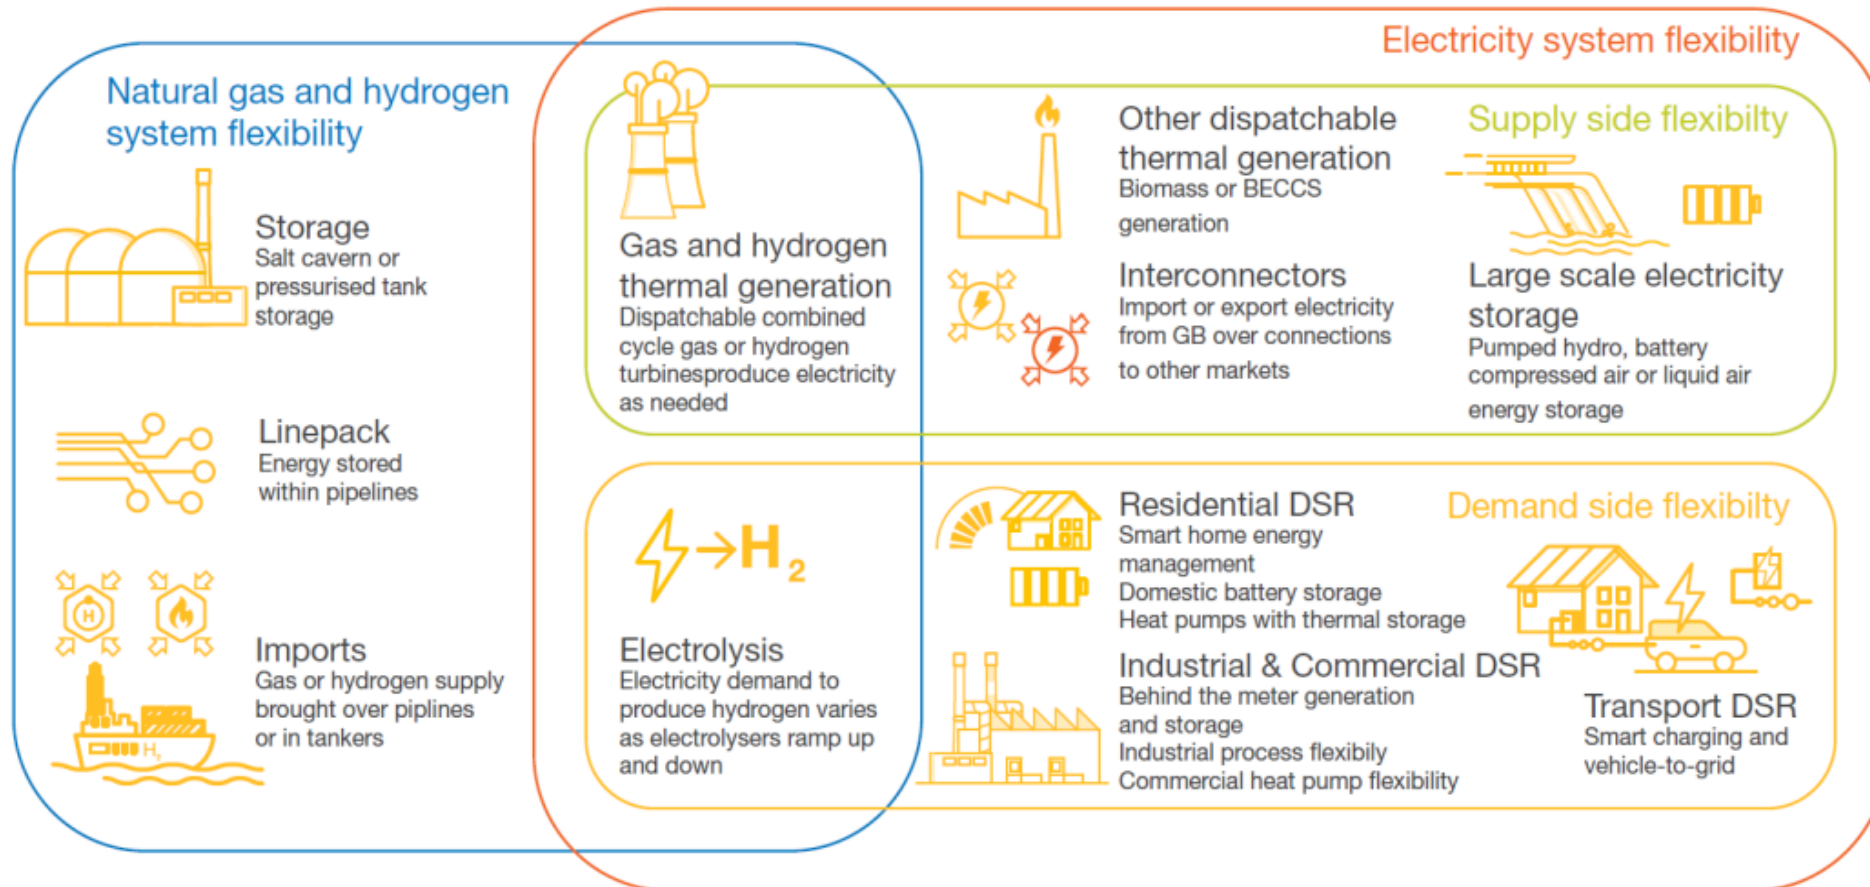 Electricity system flexibility
Natural gas and hydrogen
system flexibility
Storage
Salt cavern or
pressurised tank
storage
Linepack
Energy stored
within pipelines
H
Imports
Gas or hydrogen supply
brought over piplines
or in tankers
H₂
Gas and hydrogen
thermal generation
Dispatchable combined
cycle gas or hydrogen
turbinesproduce electricity
as needed
Other dispatchable
thermal generation
Biomass or BECCS
generation
Interconnectors
Import or export electricity
from GB over connections
to other markets
Supply side flexibilty
Large scale electricity
storage
Pumped hydro, battery
compressed air or liquid air
energy storage
H₂
Electrolysis
Electricity demand to
produce hydrogen varies
as electrolysers ramp up
and down
Residential DSR
Smart home energy
management
Domestic battery storage
Heat pumps with thermal storage
Industrial & Commercial DSR
Behind the meter generation
and storage
Industrial process flexibily
Commercial heat pump flexibility
Demand side flexibilty
Transport DSR
Smart charging and
vehicle-to-grid